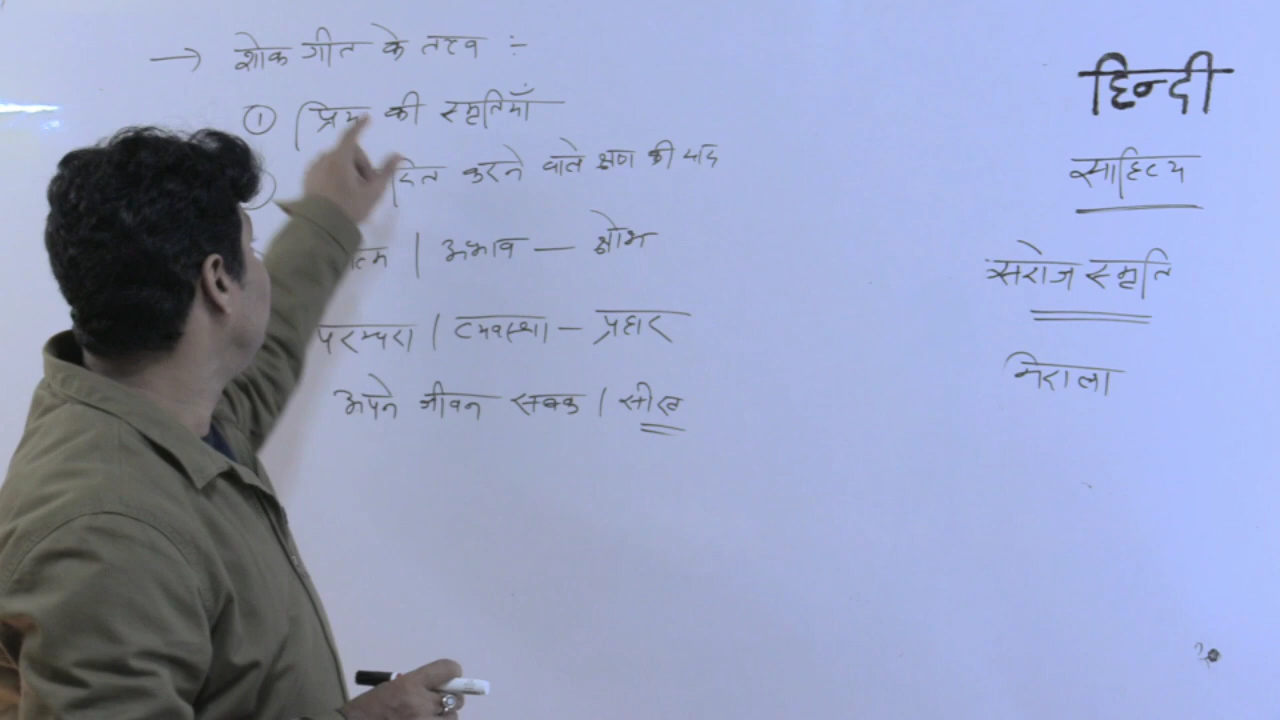 → शोक गीत के तत्व :-
① प्रिय की स्मृतियाँ
करने वाले क्षण की याद
| अभाव — क्षोभ
परम्परा | व्यवस्था — प्रहार
अपने जीवन सबक | सीख
हिन्दी
साहित्य
सरोज स्मृति
निराला